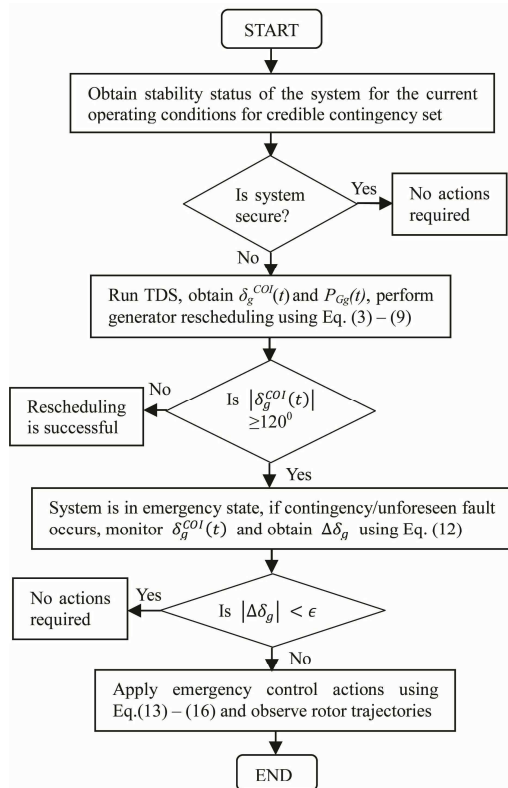 START
Obtain stability status of the system for the current
operating conditions for credible contingency set
Is system
secure?
Yes
No actions
required
No
Run TDS, obtain δ_g^{COI}(t) and P_{Gg}(t), perform
generator rescheduling using Eq. (3) – (9)
Is |δ_g^{COI}(t)|
≥120⁰
No
Rescheduling
is successful
Yes
System is in emergency state, if contingency/unforeseen fault
occurs, monitor δ_g^{COI}(t) and obtain Δδ_g using Eq. (12)
Is |Δδ_g| < ϵ
Yes
No actions
required
No
Apply emergency control actions using
Eq.(13) – (16) and observe rotor trajectories
END